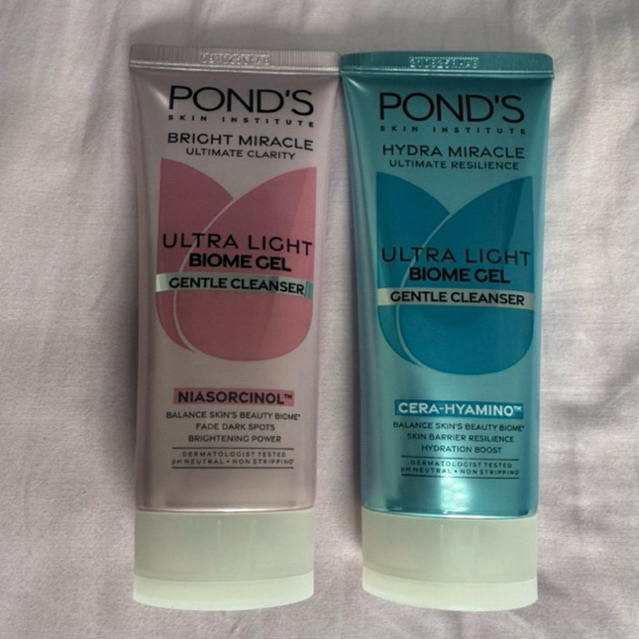 POND'S
SKIN INSTITUTE
BRIGHT MIRACLE
ULTIMATE CLARITY
ULTRA LIGHT
BIOME GEL
GENTLE CLEANSER
NIASORCINOL™
BALANCE SKIN'S BEAUTY BIOME*
FADE DARK SPOTS
BRIGHTENING POWER
DERMATOLOGIST TESTED
pH NEUTRAL • NON STRIPPING
POND'S
SKIN INSTITUTE
HYDRA MIRACLE
ULTIMATE RESILIENCE
ULTRA LIGHT
BIOME GEL
GENTLE CLEANSER
CERA-HYAMINO™
BALANCE SKIN'S BEAUTY BIOME*
SKIN BARRIER RESILIENCE
HYDRATION BOOST
DERMATOLOGIST TESTED
pH NEUTRAL • NON STRIPPING